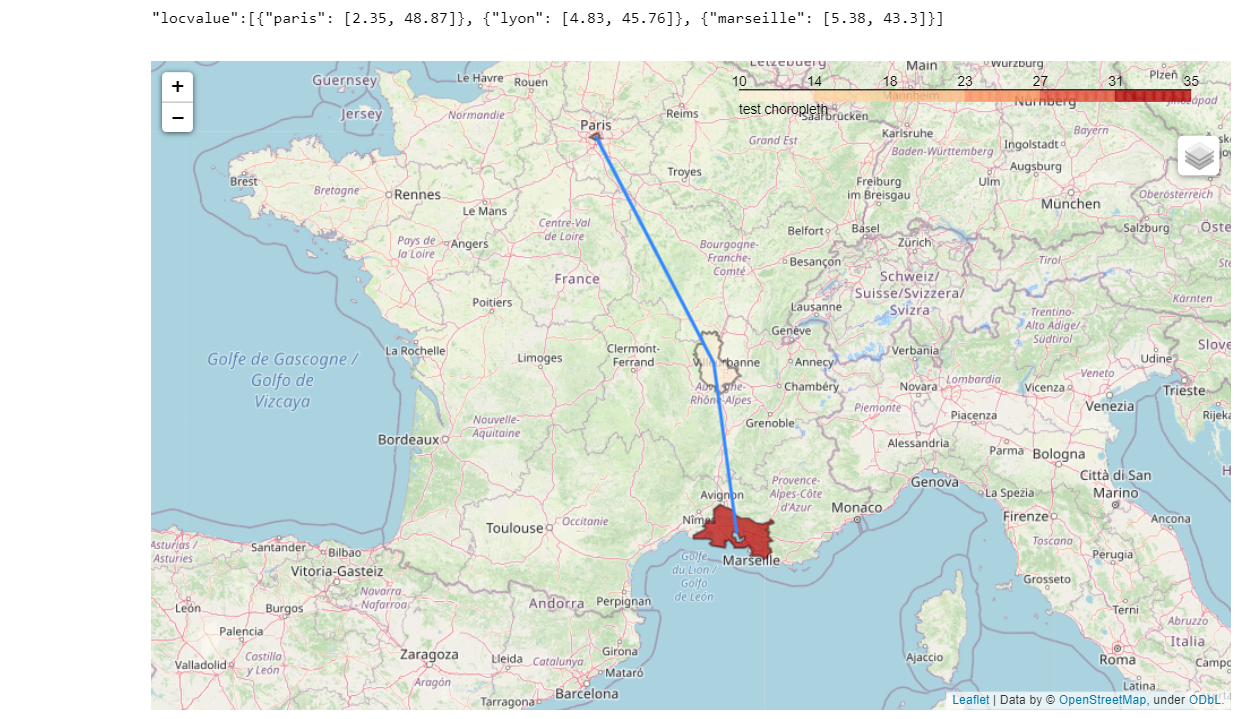 "locvalue":[{"paris": [2.35, 48.87]}, {"lyon": [4.83, 45.76]}, {"marseille": [5.38, 43.3]}]
+
−
10 14 18 23 27 31 35
test choropleth
Main
Würzburg
Plzeň
Guernsey
Le Havre
Rouen
Jersey
Normandie
Paris
Reims
Mannheim
Nürnberg
Saarbrücken
Grand Est
Karlsruhe
Bayern
Baden-Württemberg
Ingolstadt
Augsburg
Brest
Bretagne
Rennes
Troyes
Freiburg
im Breisgau
Ulm
München
Oberösterreich
Le Mans
Centre-Val
de Loire
Belfort
Basel
Zürich
Salzburg
Pays de
la Loire
Angers
Bourgogne-
Franche-
Comté
Besançon
Tirol
France
Schweiz/
Suisse/Svizzera/
Svizra
Kärnten
Poitiers
Lausanne
Trentino-
Alto Adige/
Südtirol
Genève
La Rochelle
Limoges
Clermont-
Ferrand
Annecy
Verbania
Udine
Golfe de Gascogne /
Golfo de
Vizcaya
Auvergne-
Rhône-Alpes
Chambéry
Novara
Lombardia
Vicenza
Veneto
Trieste
Piemonte
Piacenza
Venezia
Nouvelle-
Aquitaine
Grenoble
Bordeaux
Alessandria
Parma
Bologna
Provence-
Alpes-Côte
d'Azur
Genova
La Spezia
Città di San
Marino
Avignon
Monaco
Nîmes
Toulouse
Occitanie
Firenze
Ancona
Asturias /
Asturies
Santander
Bilbao
Golfe
du Lion /
Golfo
de León
Marseille
Toscana
Perugia
Vitoria-Gasteiz
Navarra
Nafarroa
Grosseto
León
Burgos
Andorra
Perpignan
Terni
Abruzzo
Palencia
Girona
Italia
Valladolid
Castilla
y León
Zaragoza
Lleida
Catalunya
Mataró
Ajaccio
Roma
Aragón
Barcelona
Latina
Tarragona
Leaflet | Data by © OpenStreetMap, under ODbL.